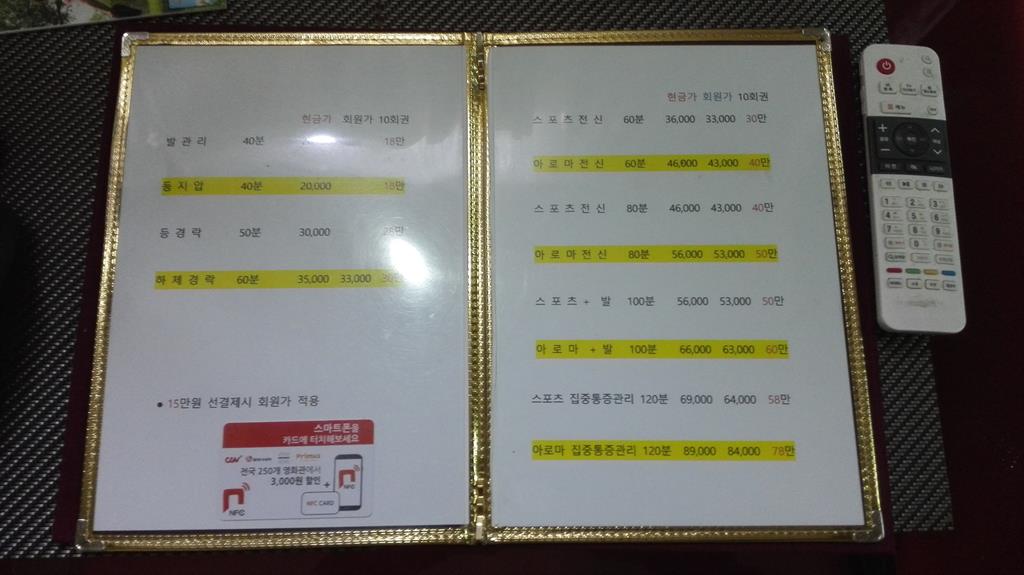 현금가 회원가 10회권
발 관 리 40분 18만
등 지 압 40분 20,000 18만
등 경 락 50분 30,000
하 체 경 락 60분 35,000 33,000
● 15만원 선결제시 회원가 적용
스마트폰을
카드에 터치해보세요
CGV Primus
전국 250개 영화관에서
3,000원 할인
NFC
NFC CARD
NFC
현금가 회원가 10회권
스 포 츠 전 신 60분 36,000 33,000 30만
아 로 마 전 신 60분 46,000 43,000 40만
스 포 츠 전 신 80분 46,000 43,000 40만
아 로 마 전 신 80분 56,000 53,000 50만
스 포 츠 + 발 100분 56,000 53,000 50만
아 로 마 + 발 100분 66,000 63,000 60만
스포츠 집중통증관리 120분 69,000 64,000 58만
아로마 집중통증관리 120분 89,000 84,000 78만